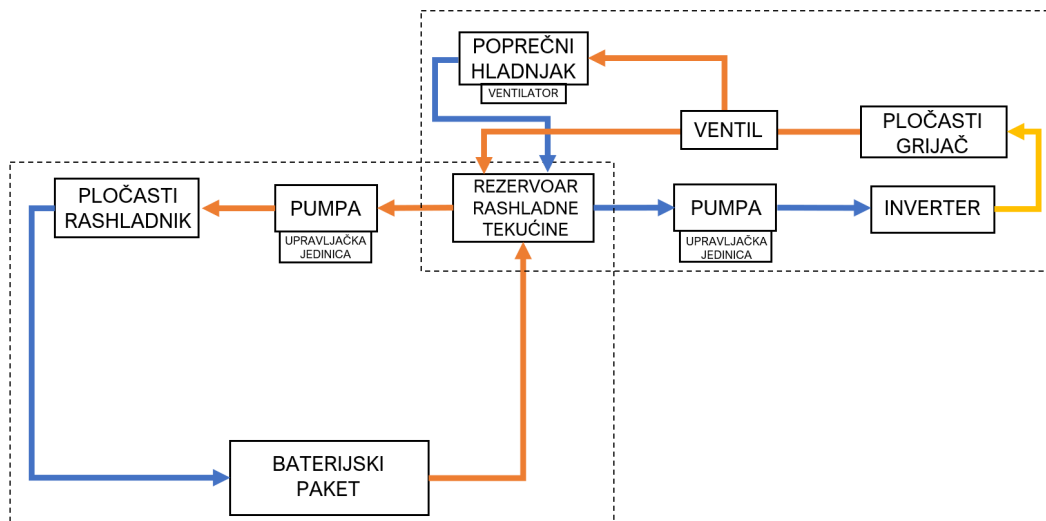 POPREČNI
HLADNJAK
VENTILATOR
VENTIL
PLOČASTI
GRIJAČ
PLOČASTI
RASHLADNIK
PUMPA
UPRAVLJAČKA
JEDINICA
REZERVOAR
RASHLADNE
TEKUĆINE
PUMPA
UPRAVLJAČKA
JEDINICA
INVERTER
BATERIJSKI
PAKET